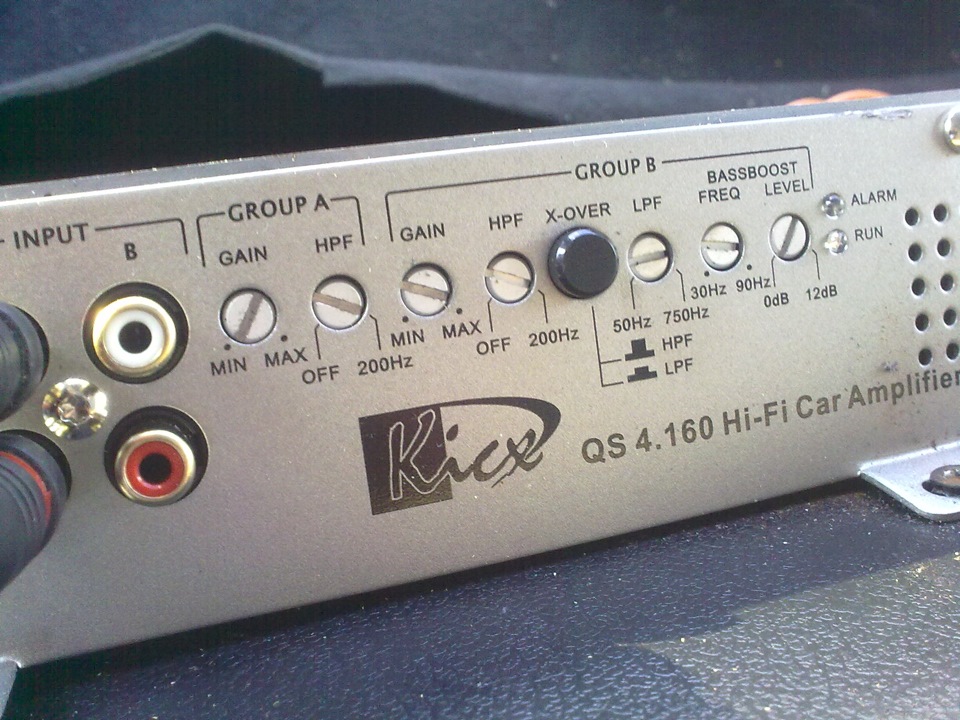 INPUT
B
GROUP A
GAIN
HPF
MIN
MAX
OFF
200Hz
GROUP B
GAIN
HPF
X-OVER
LPF
BASSBOOST
FREQ
LEVEL
MIN
MAX
OFF
200Hz
50Hz
750Hz
30Hz
90Hz
0dB
12dB
HPF
LPF
ALARM
RUN
Kicx
QS 4.160 Hi-Fi Car Amplifier